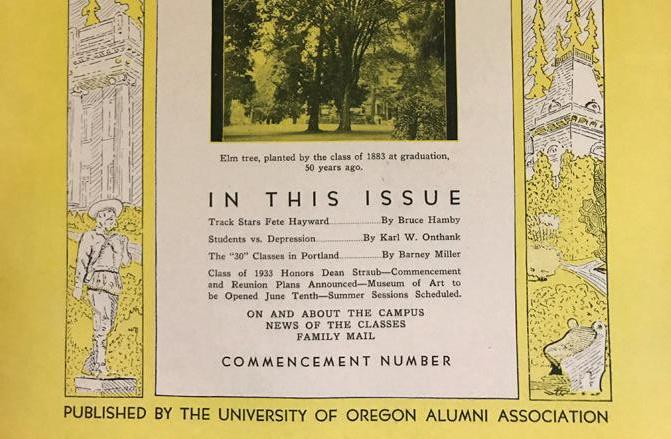 Elm tree, planted by the class of 1883 at graduation,
50 years ago.
IN THIS ISSUE
Track Stars Fete Hayward....................By Bruce Hamby
Students vs. Depression....................By Karl W. Onthank
The "30" Classes in Portland....................By Barney Miller
Class of 1933 Honors Dean Straub—Commencement
and Reunion Plans Announced—Museum of Art to
be Opened June Tenth—Summer Sessions Scheduled.
ON AND ABOUT THE CAMPUS
NEWS OF THE CLASSES
FAMILY MAIL
COMMENCEMENT NUMBER
PUBLISHED BY THE UNIVERSITY OF OREGON ALUMNI ASSOCIATION